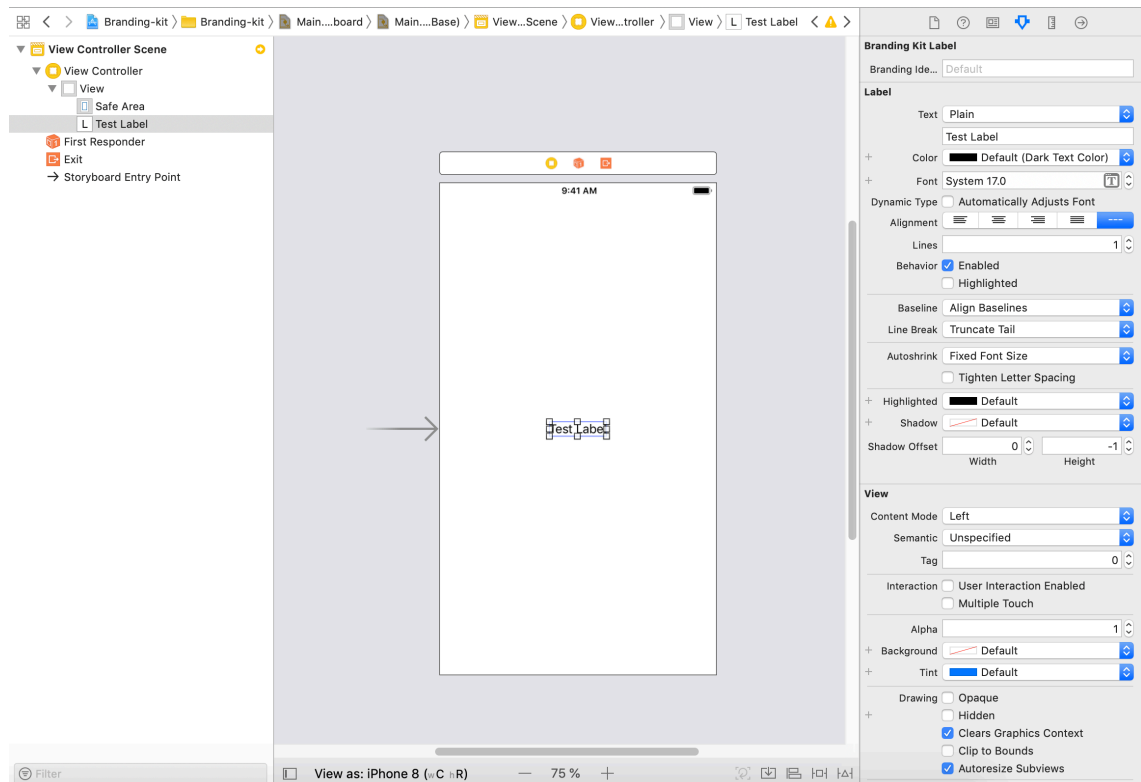 Branding-kit 〉 Branding-kit 〉 Main....board 〉 Main....Base) 〉 View...Scene 〉 View...troller 〉 View 〉 L Test Label
View Controller Scene
View Controller
View
Safe Area
L Test Label
First Responder
Exit
Storyboard Entry Point
Filter
9:41 AM
Test Label
View as: iPhone 8 (wC hR)
75 %
Branding Kit Label
Branding Ide... Default
Label
Text Plain
Test Label
Color Default (Dark Text Color)
Font System 17.0 T
Dynamic Type Automatically Adjusts Font
Alignment ---
Lines 1
Behavior Enabled
Highlighted
Baseline Align Baselines
Line Break Truncate Tail
Autoshrink Fixed Font Size
Tighten Letter Spacing
Highlighted Default
Shadow Default
Shadow Offset 0 -1
Width Height
View
Content Mode Left
Semantic Unspecified
Tag 0
Interaction User Interaction Enabled
Multiple Touch
Alpha 1
Background Default
Tint Default
Drawing Opaque
Hidden
Clears Graphics Context
Clip to Bounds
Autoresize Subviews